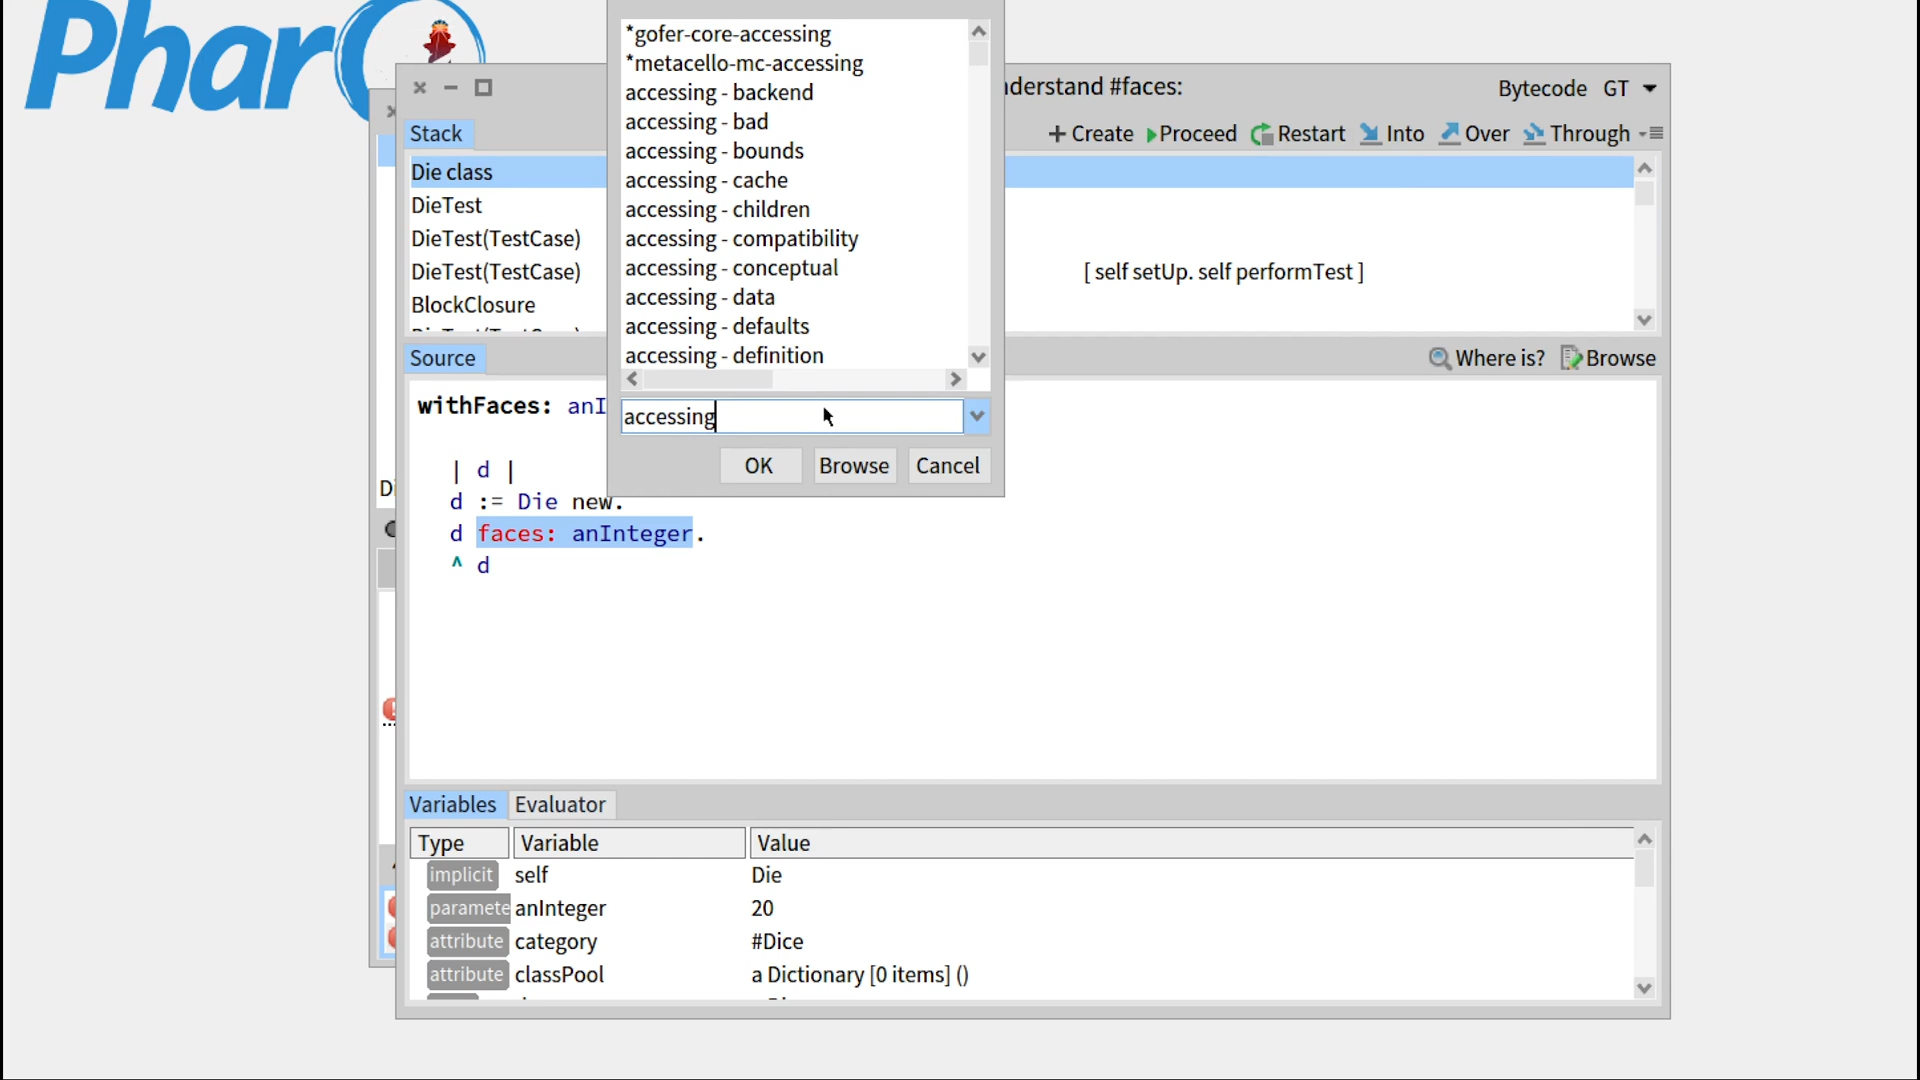 Pharo
*gofer-core-accessing
*metacello-mc-accessing
accessing - backend
accessing - bad
accessing - bounds
accessing - cache
accessing - children
accessing - compatibility
accessing - conceptual
accessing - data
accessing - defaults
accessing - definition
accessing
OK Browse Cancel
#faces:
Bytecode GT
Stack
Create Proceed Restart Into Over Through
Die class
DieTest
DieTest(TestCase)
DieTest(TestCase) [ self setUp. self performTest ]
BlockClosure
Source
Where is? Browse
withFaces:
| d |
d := Die new.
d faces: anInteger.
^ d
Variables Evaluator
Type Variable Value
implicit self Die
paramete anInteger 20
attribute category #Dice
attribute classPool a Dictionary [0 items] ()